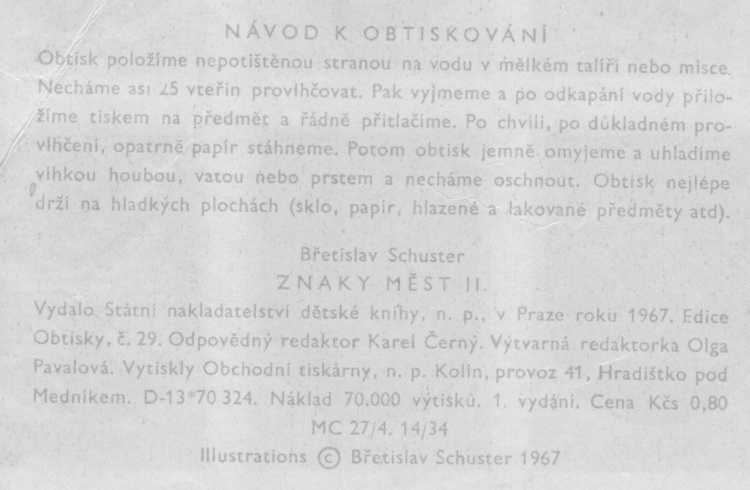 NÁVOD K OBTISKOVÁNÍ
Obtisk položíme nepotištěnou stranou na vodu v mělkém talíři nebo misce.
Necháme asi 25 vteřin provlhčovat. Pak vyjmeme a po odkapání vody přilo-
žíme tiskem na předmět a řádně přitlačíme. Po chvíli, po důkladném pro-
vlhčení, opatrně papír stáhneme. Potom obtisk jemně omyjeme a uhladíme
vlhkou houbou, vatou nebo prstem a necháme oschnout. Obtisk nejlépe
drží na hladkých plochách (sklo, papír, hlazené a lakované předměty atd).
Břetislav Schuster
ZNAKY MĚST II.
Vydalo Státní nakladatelství dětské knihy, n. p., v Praze roku 1967. Edice
Obtisky, č. 29. Odpovědný redaktor Karel Černý. Výtvarná redaktorka Olga
Pavalová. Vytiskly Obchodní tiskárny, n. p. Kolín, provoz 41, Hradištko pod
Medníkem. D-13*70 324. Náklad 70.000 výtisků. 1. vydání. Cena Kčs 0,80
MC 27/4. 14/34
Illustrations © Břetislav Schuster 1967